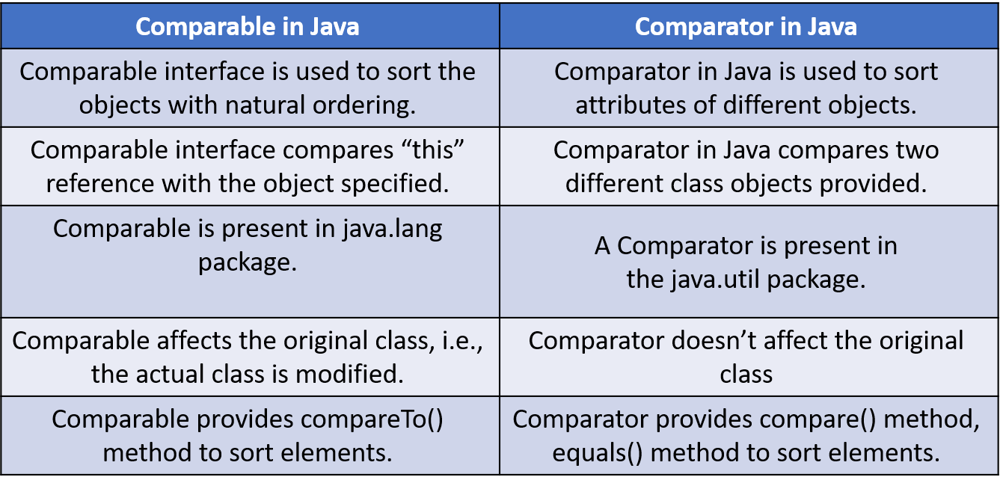 Comparable in Java
Comparator in Java
Comparable interface is used to sort the
objects with natural ordering.
Comparator in Java is used to sort
attributes of different objects.
Comparable interface compares “this”
reference with the object specified.
Comparator in Java compares two
different class objects provided.
Comparable is present in java.lang
package.
A Comparator is present in
the java.util package.
Comparable affects the original class, i.e.,
the actual class is modified.
Comparator doesn’t affect the original
class
Comparable provides compareTo()
method to sort elements.
Comparator provides compare() method,
equals() method to sort elements.